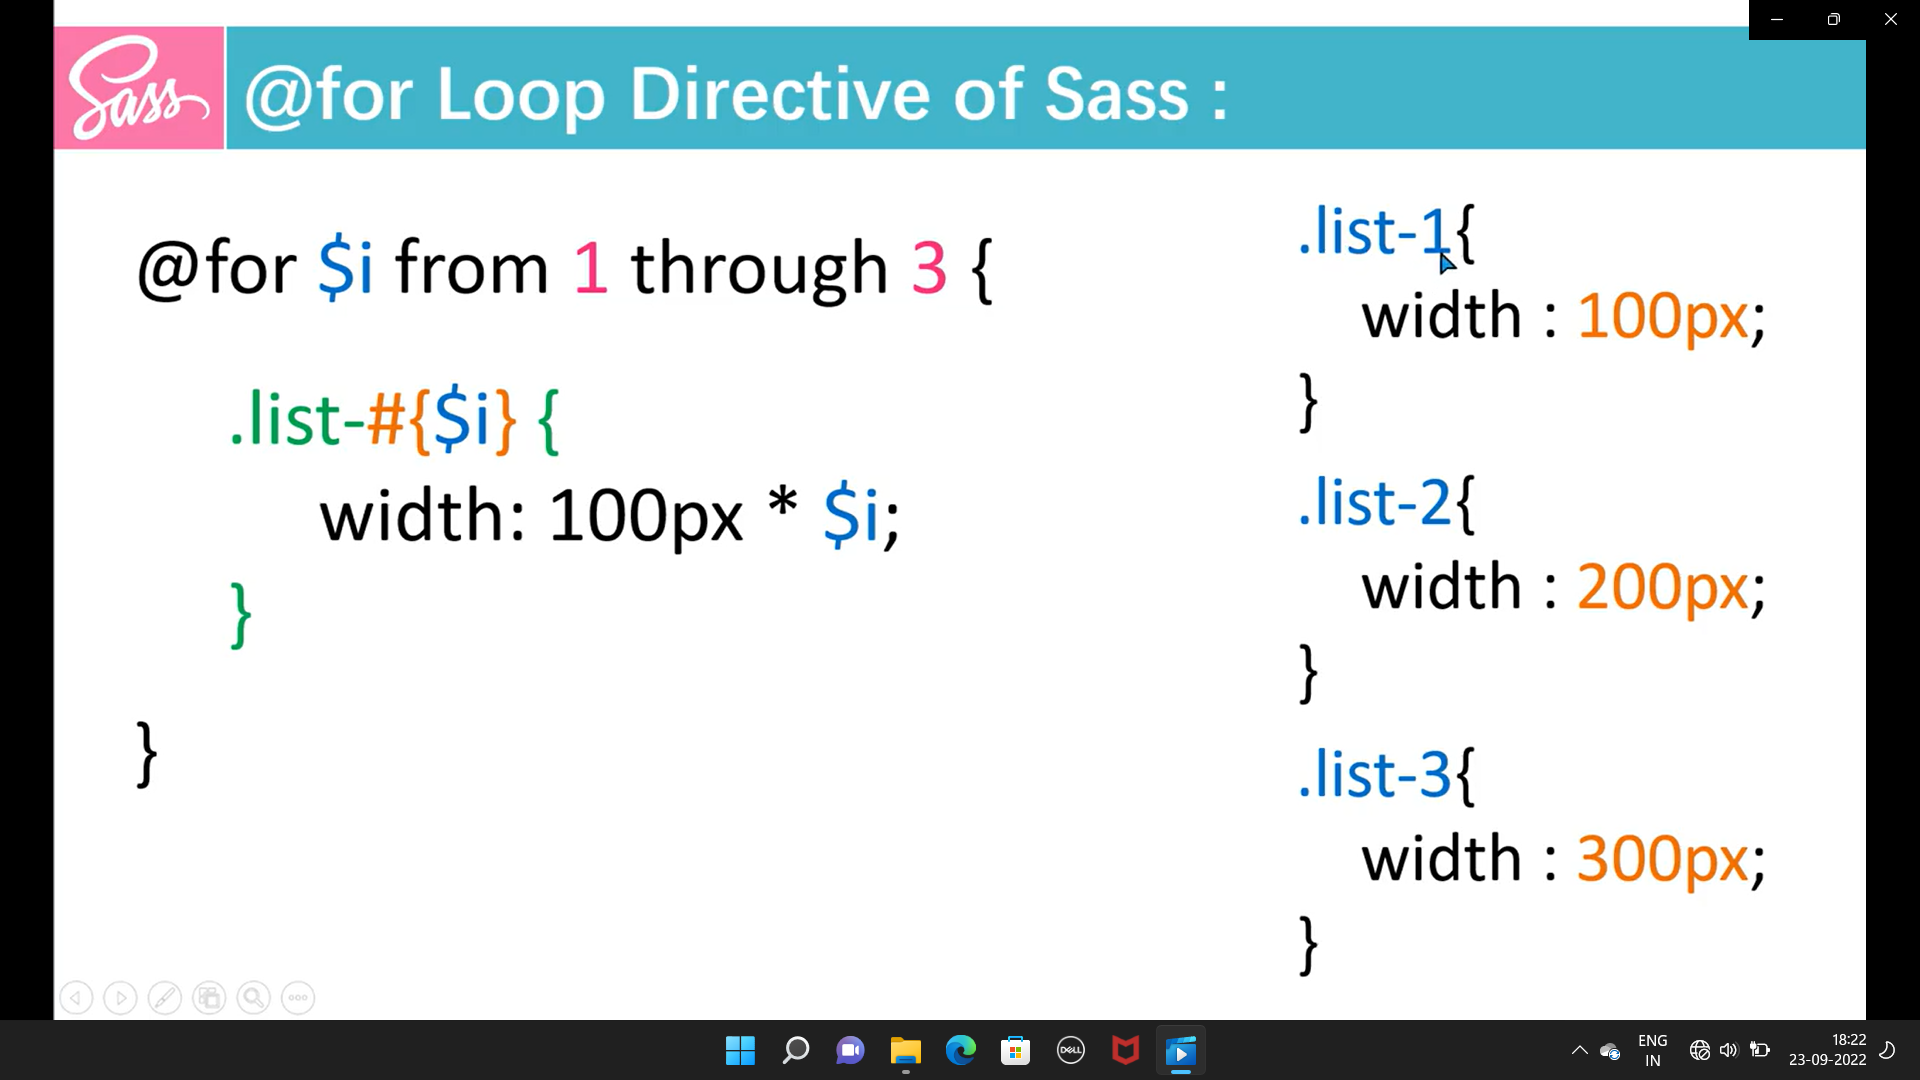 Sass
@for Loop Directive of Sass :
@for $i from 1 through 3 {
.list-#{$i} {
width: 100px * $i;
}
}
.list-1{
width : 100px;
}
.list-2{
width : 200px;
}
.list-3{
width : 300px;
}
DELL
ENG
IN
18:22
23-09-2022